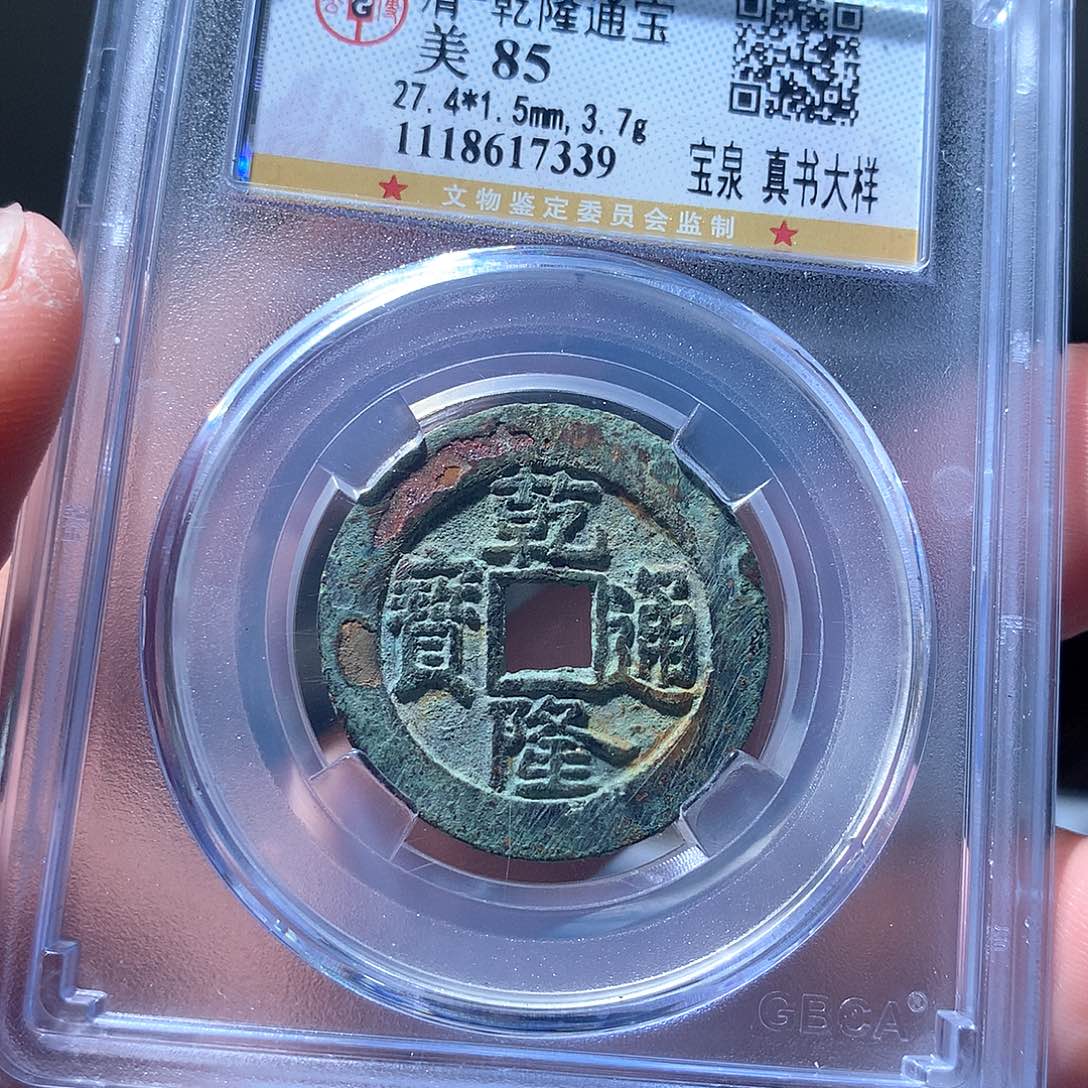 清-乾隆通宝
美 85
27.4*1.5mm, 3.7g
1118617339
宝泉 真书大样
文物鉴定委员会监制
乾隆通寶
GBCA®